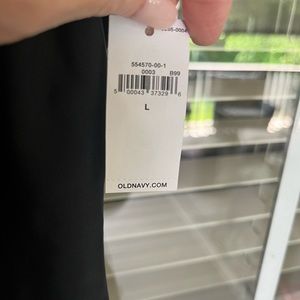 554570-00-1
0003 B99
5 00043 37329 6
L
OLDNAVY.COM